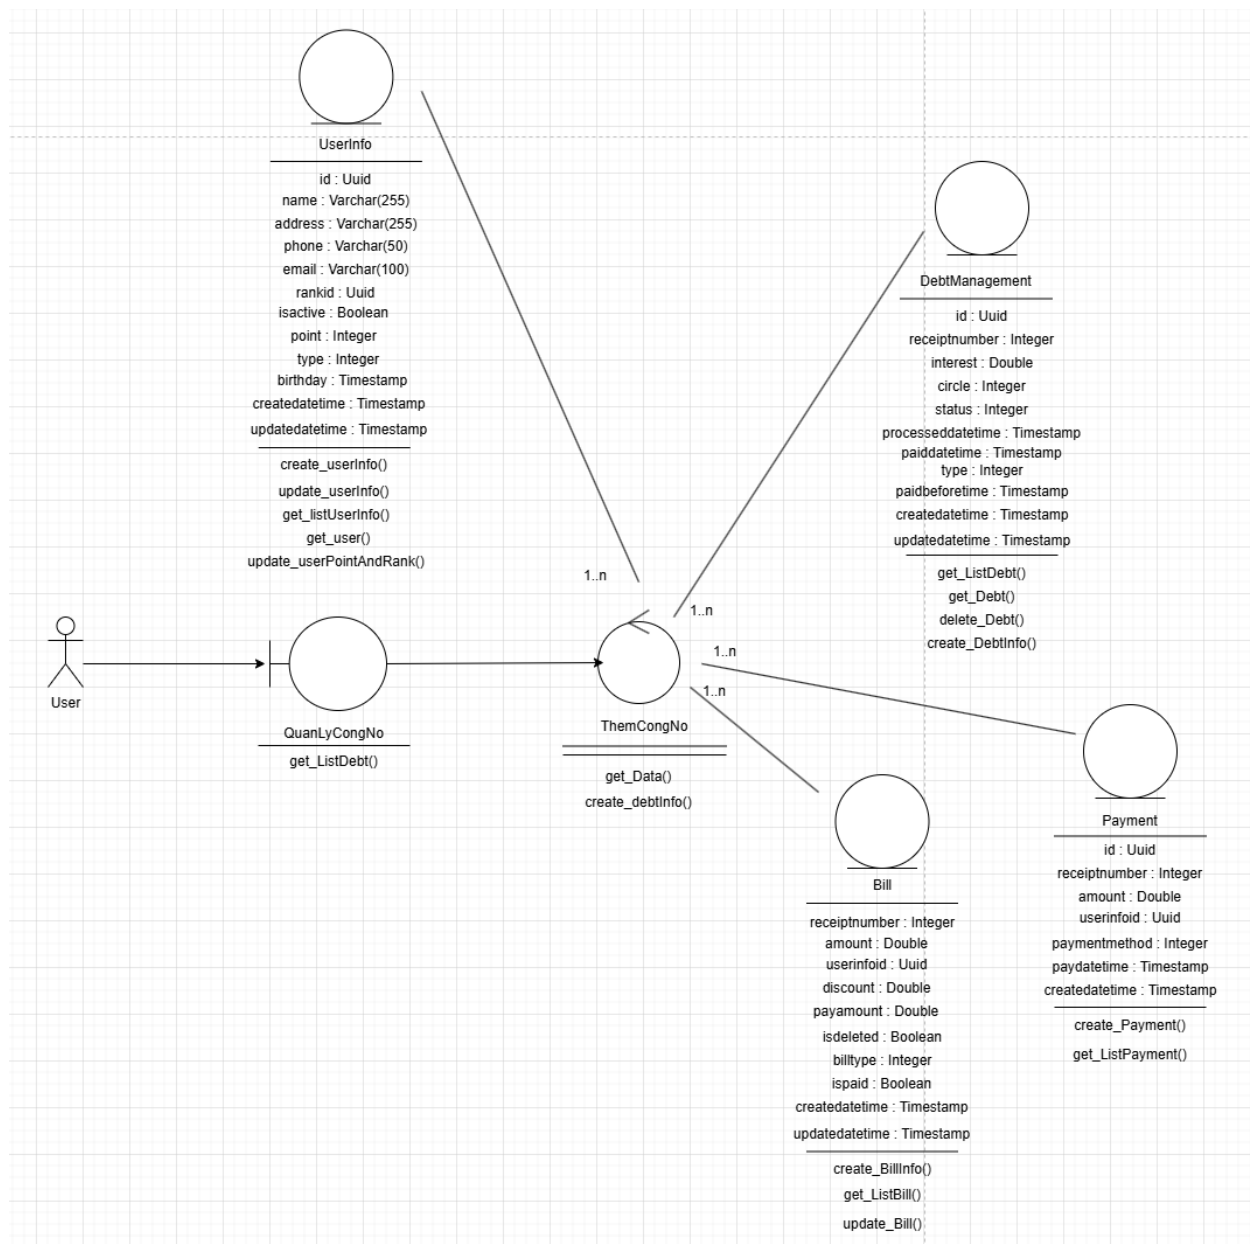 UserInfo
id : Uuid
name : Varchar(255)
address : Varchar(255)
phone : Varchar(50)
email : Varchar(100)
rankid : Uuid
isactive : Boolean
point : Integer
type : Integer
birthday : Timestamp
createdatetime : Timestamp
updatedatetime : Timestamp
create_userInfo()
update_userInfo()
get_listUserInfo()
get_user()
update_userPointAndRank()
DebtManagement
id : Uuid
receiptnumber : Integer
interest : Double
circle : Integer
status : Integer
processeddatetime : Timestamp
paiddatetime : Timestamp
type : Integer
paidbeforetime : Timestamp
createdatetime : Timestamp
updatedatetime : Timestamp
get_ListDebt()
get_Debt()
delete_Debt()
create_DebtInfo()
1..n
1..n
1..n
1..n
User
QuanLyCongNo
get_ListDebt()
ThemCongNo
get_Data()
create_debtInfo()
Bill
receiptnumber : Integer
amount : Double
userinfoid : Uuid
discount : Double
payamount : Double
isdeleted : Boolean
billtype : Integer
ispaid : Boolean
createdatetime : Timestamp
updatedatetime : Timestamp
create_BillInfo()
get_ListBill()
update_Bill()
Payment
id : Uuid
receiptnumber : Integer
amount : Double
userinfoid : Uuid
paymentmethod : Integer
paydatetime : Timestamp
createdatetime : Timestamp
create_Payment()
get_ListPayment()